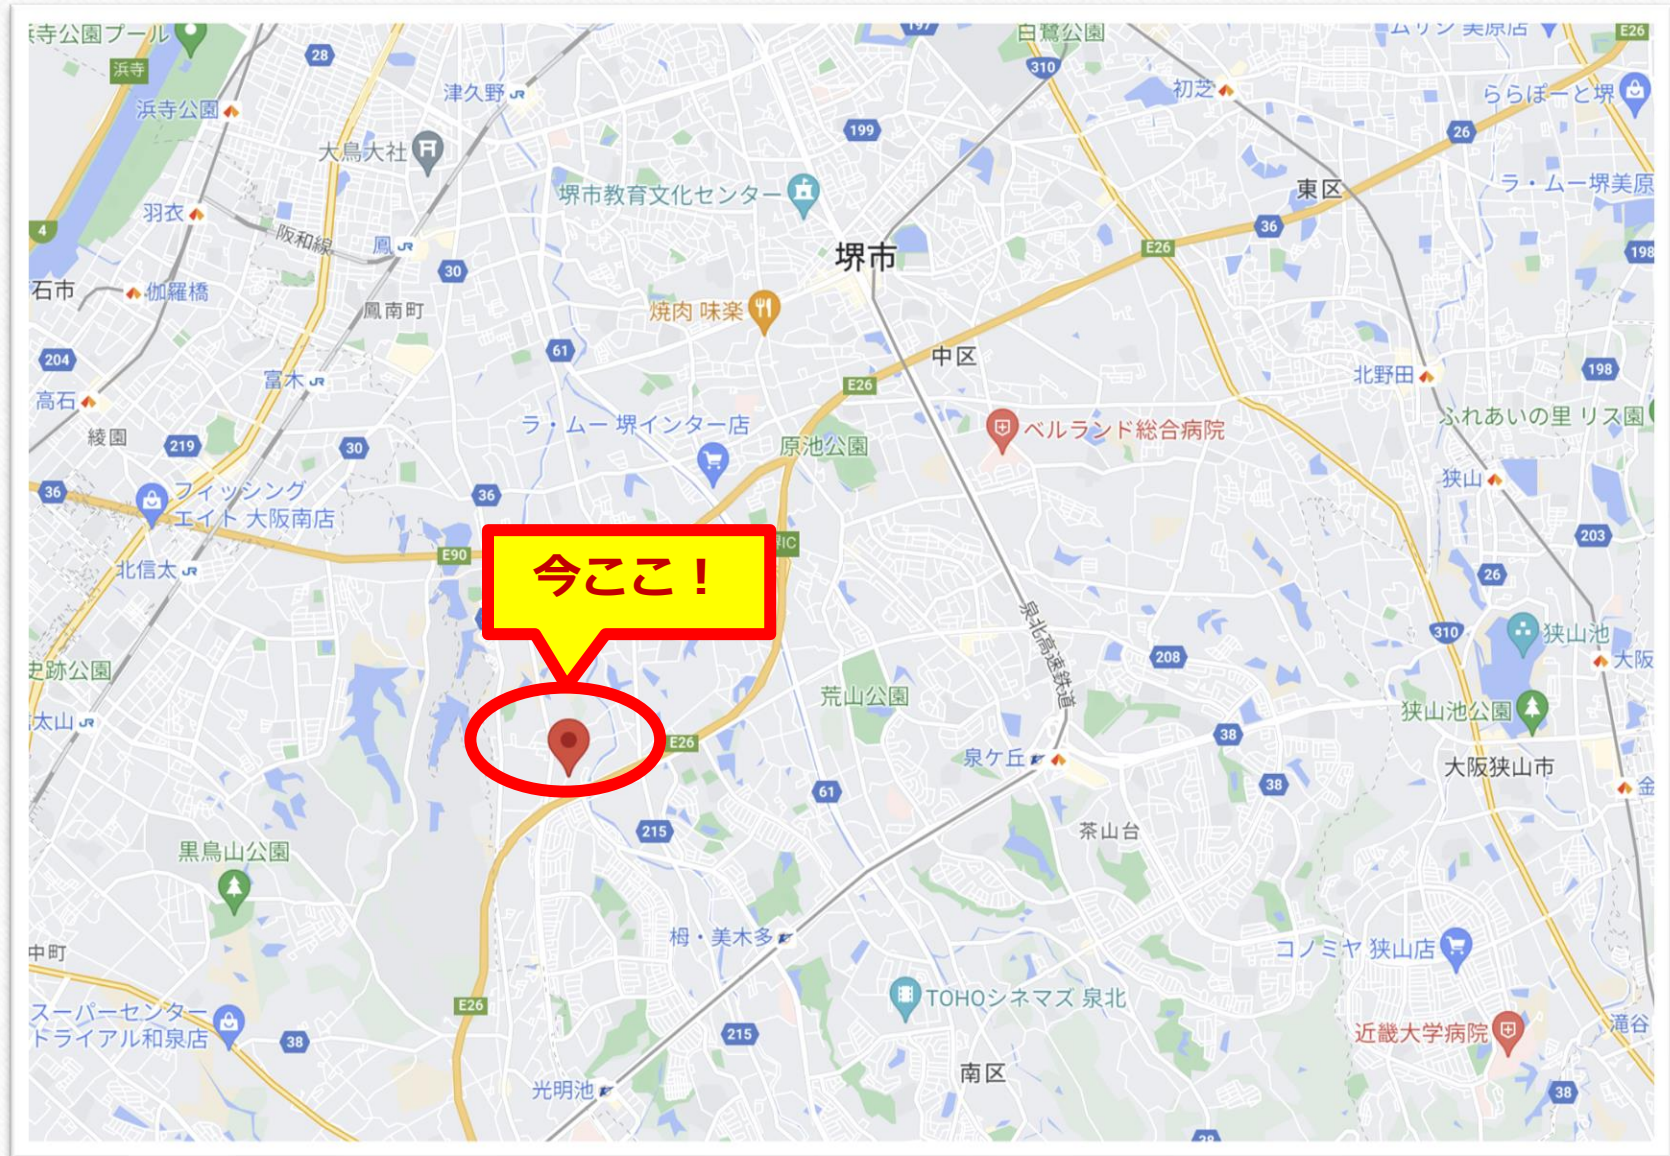 浜寺公園プール
197
白鷺公園
ムサシ 美原店
E26
28
浜寺
津久野
310
初芝
ららぽーと堺
浜寺公園
199
26
大鳥大社
堺市教育文化センター
東区
ラ・ムー堺美原
羽衣
4
阪和線
鳳
36
E26
198
堺市
30
石市
伽羅橋
鳳南町
焼肉 味楽
61
中区
204
富木
E26
北野田
198
高石
ラ・ムー 堺インター店
ベルランド総合病院
ふれあいの里 リス園
綾園
219
30
原池公園
狭山
36
フィッシング
エイト 大阪南店
36
203
IC
E90
今ここ！
北信太
26
泉北高速鉄道
310
狭山池
208
大阪
史跡公園
荒山公園
太山
狭山池公園
38
E26
泉ケ丘
大阪狭山市
38
61
金
215
茶山台
黒鳥山公園
栂・美木多
中町
コノミヤ 狭山店
TOHOシネマズ 泉北
E26
スーパーセンター
トライアル和泉店
38
215
近畿大学病院
滝谷
南区
光明池
38
38